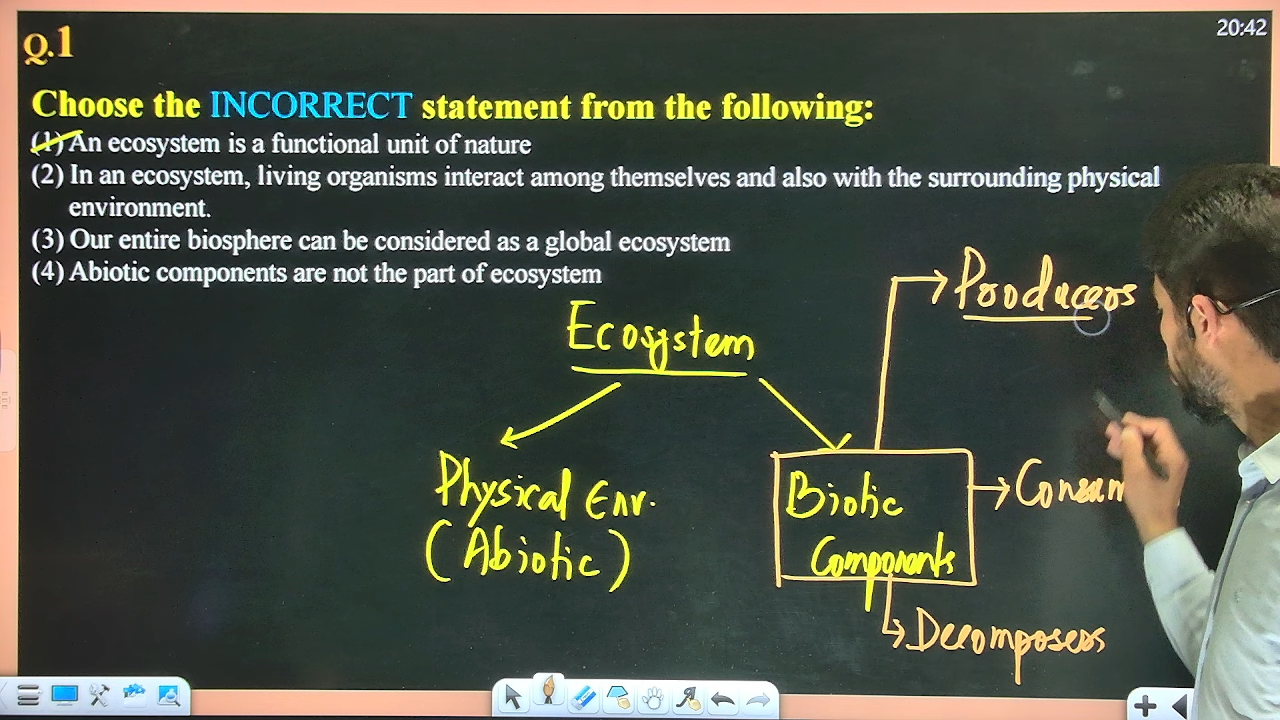 20:42
Q.1
Choose the INCORRECT statement from the following:
(1) An ecosystem is a functional unit of nature
(2) In an ecosystem, living organisms interact among themselves and also with the surrounding physical
environment.
(3) Our entire biosphere can be considered as a global ecosystem
(4) Abiotic components are not the part of ecosystem
Producers
Ecosystem
Physical Env.
(Abiotic)
Biotic
Components
Consum
Decomposers